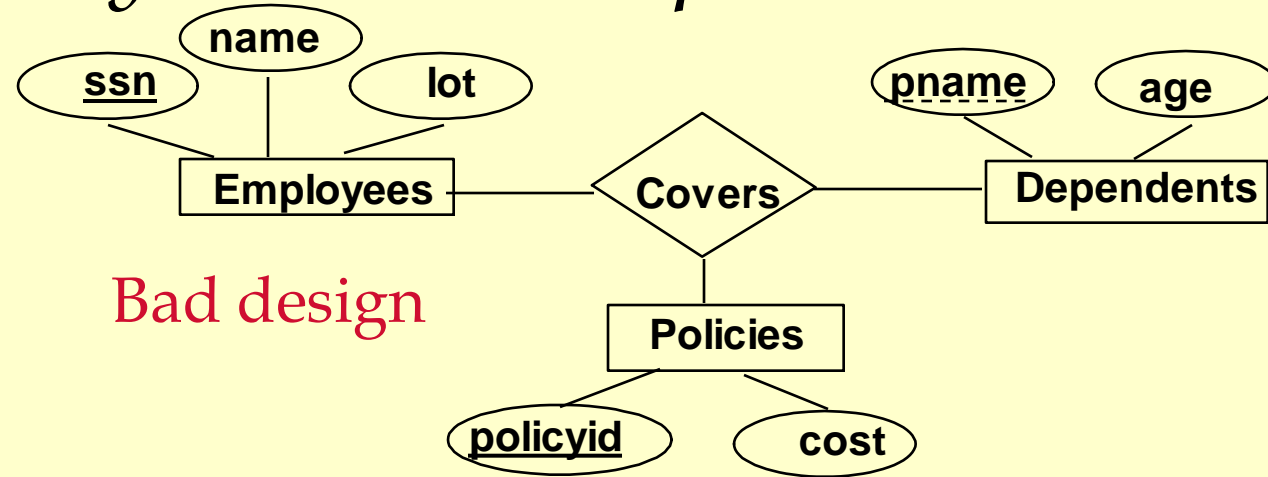 name
ssn
lot
pname
age
Employees
Covers
Dependents
Bad design
Policies
policyid
cost